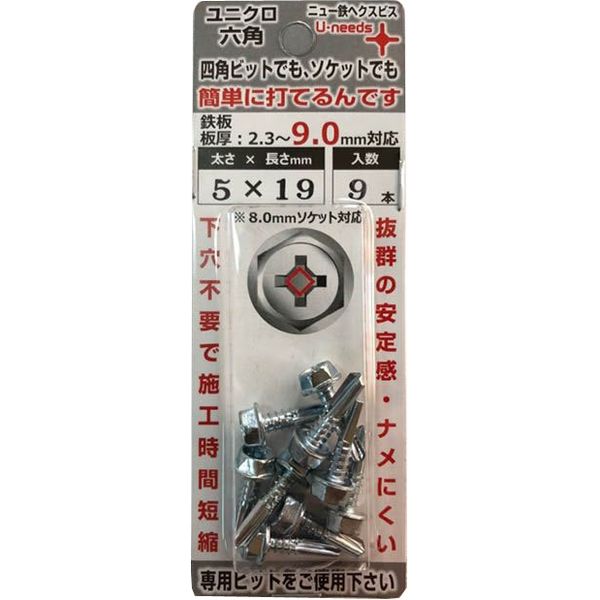 ユニクロ
六角
ニュー鉄ヘクスビス
U-needs
四角ビットでも、ソケットでも
簡単に打てるんです
鉄板
板厚：2.3〜9.0mm対応
太さ × 長さmm
5×19
入数
9本
※8.0mmソケット対応
抜群の安定感・ナメにくい
下穴不要で施工時間短縮
専用ビットをご使用下さい